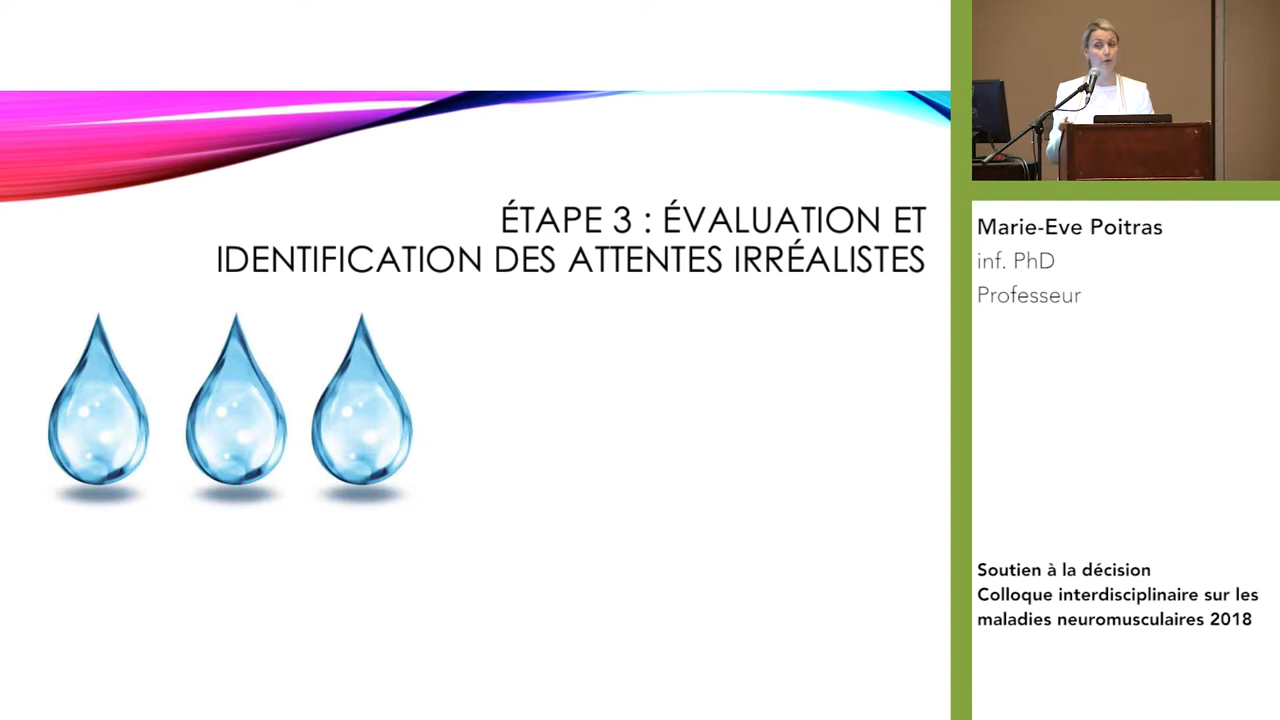 ÉTAPE 3 : ÉVALUATION ET
IDENTIFICATION DES ATTENTES IRRÉALISTES
Marie-Eve Poitras
inf. PhD
Professeur
Soutien à la décision
Colloque interdisciplinaire sur les
maladies neuromusculaires 2018